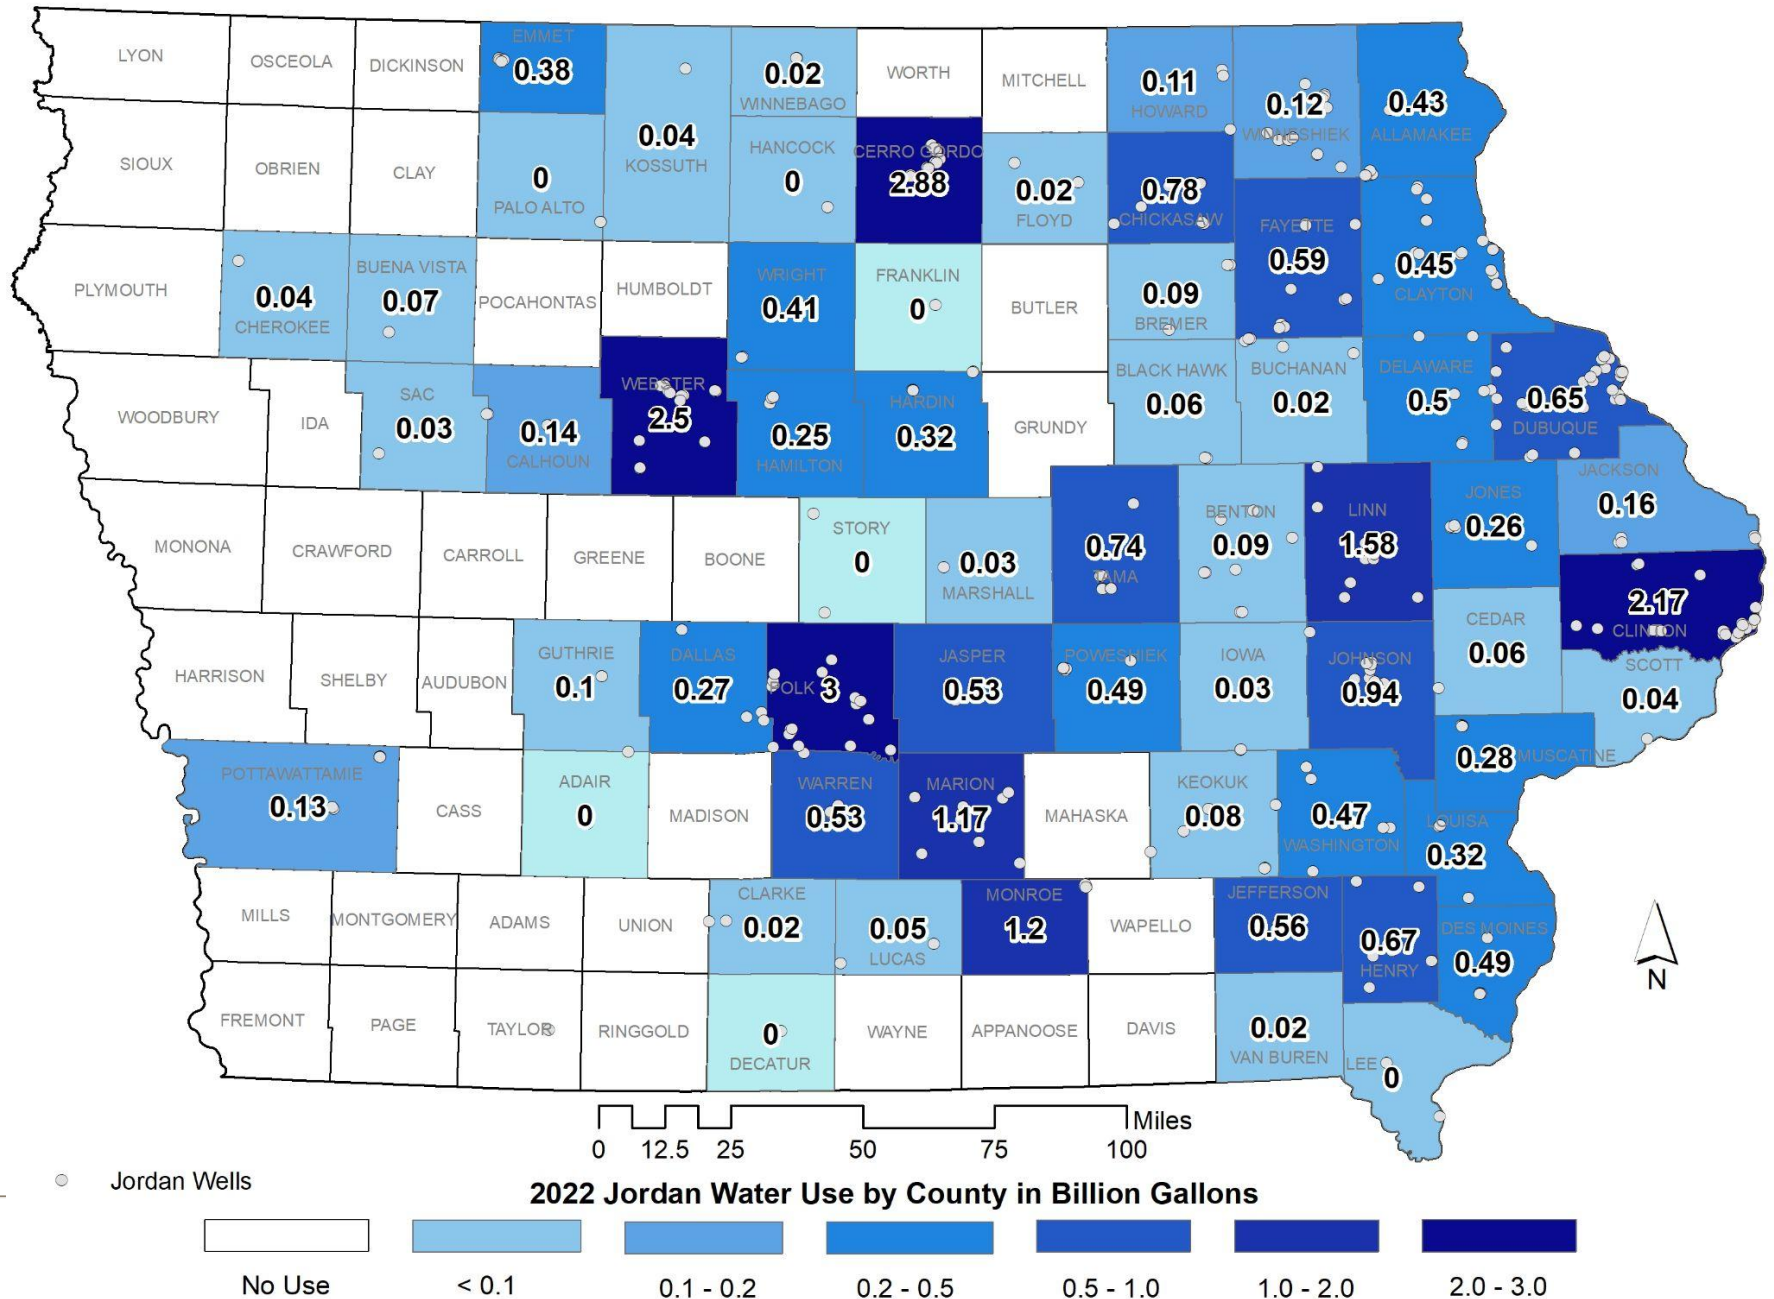 LYON
OSCEOLA
DICKINSON
EMMET
0.38
0.04
KOSSUTH
0.02
WINNEBAGO
WORTH
MITCHELL
0.11
HOWARD
0.12
WINNESHIEK
0.43
ALLAMAKEE
SIOUX
OBRIEN
CLAY
0
PALO ALTO
HANCOCK
0
CERRO GORDO
2.88
0.02
FLOYD
0.78
CHICKASAW
FAYETTE
0.59
0.45
CLAYTON
PLYMOUTH
0.04
CHEROKEE
BUENA VISTA
0.07
POCAHONTAS
HUMBOLDT
WRIGHT
0.41
FRANKLIN
0
BUTLER
0.09
BREMER
WOODBURY
IDA
SAC
0.03
0.14
CALHOUN
WEBSTER
2.5
0.25
HAMILTON
HARDIN
0.32
GRUNDY
BLACK HAWK
0.06
BUCHANAN
0.02
DELAWARE
0.5
0.65
DUBUQUE
MONONA
CRAWFORD
CARROLL
GREENE
BOONE
STORY
0
0.03
MARSHALL
0.74
TAMA
BENTON
0.09
LINN
1.58
JONES
0.26
JACKSON
0.16
2.17
CLINTON
HARRISON
SHELBY
AUDUBON
GUTHRIE
0.1
DALLAS
0.27
POLK 3
JASPER
0.53
POWESHIEK
0.49
IOWA
0.03
JOHNSON
0.94
CEDAR
0.06
SCOTT
0.04
0.28 MUSCATINE
POTTAWATTAMIE
0.13
CASS
ADAIR
0
MADISON
WARREN
0.53
MARION
1.17
MAHASKA
KEOKUK
0.08
0.47
WASHINGTON
LOUISA
0.32
MILLS
MONTGOMERY
ADAMS
UNION
CLARKE
0.02
0.05
LUCAS
MONROE
1.2
WAPELLO
JEFFERSON
0.56
0.67
HENRY
DES MOINES
0.49
FREMONT
PAGE
TAYLOR
RINGGOLD
0
DECATUR
WAYNE
APPANOOSE
DAVIS
0.02
VAN BUREN
LEE
0
N
Miles
0 12.5 25 50 75 100
Jordan Wells
2022 Jordan Water Use by County in Billion Gallons
No Use < 0.1 0.1 - 0.2 0.2 - 0.5 0.5 - 1.0 1.0 - 2.0 2.0 - 3.0